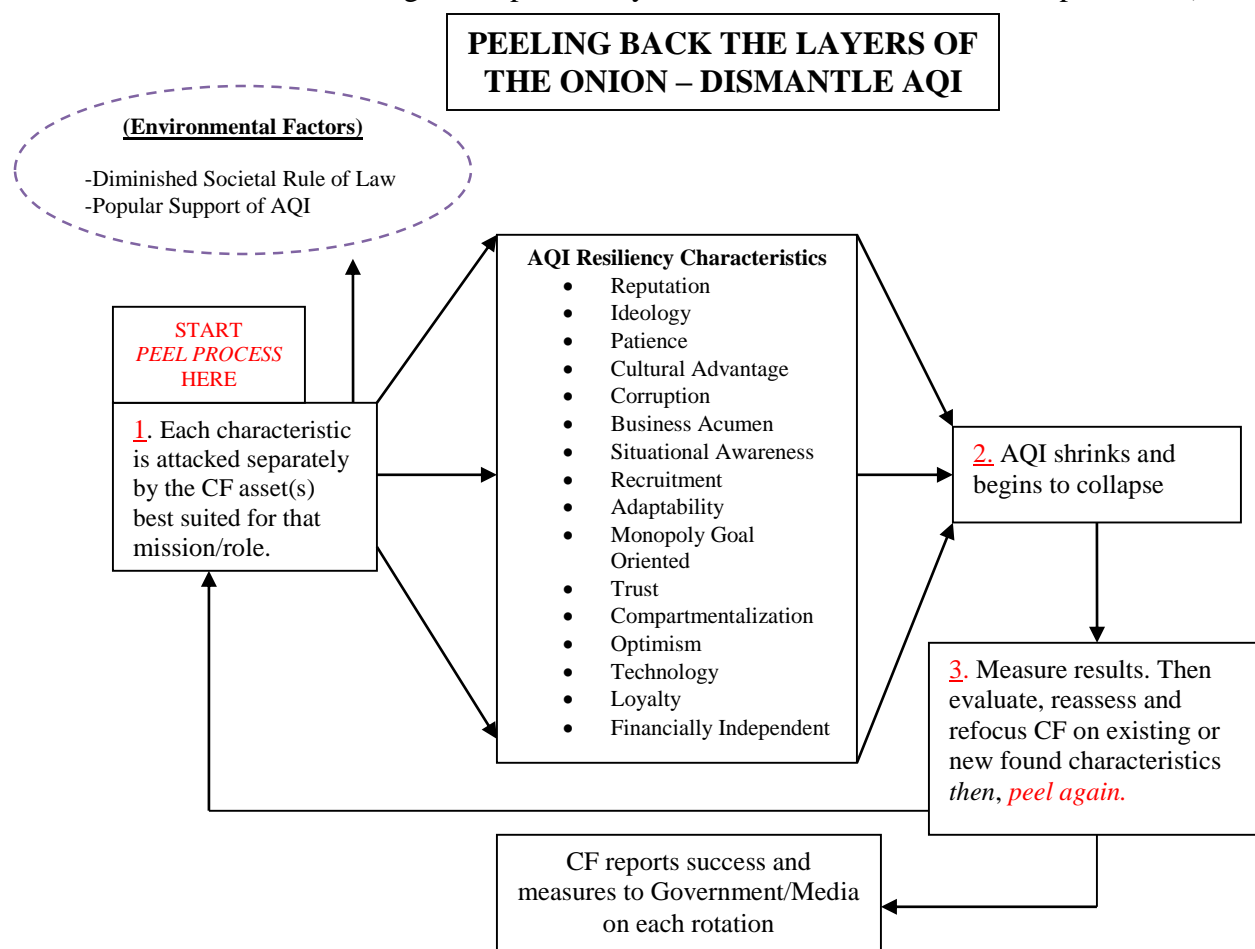 PEELING BACK THE LAYERS OF
THE ONION – DISMANTLE AQI
(Environmental Factors)
-Diminished Societal Rule of Law
-Popular Support of AQI
START
PEEL PROCESS
HERE
1. Each characteristic
is attacked separately
by the CF asset(s)
best suited for that
mission/role.
AQI Resiliency Characteristics
• Reputation
• Ideology
• Patience
• Cultural Advantage
• Corruption
• Business Acumen
• Situational Awareness
• Recruitment
• Adaptability
• Monopoly Goal
Oriented
• Trust
• Compartmentalization
• Optimism
• Technology
• Loyalty
• Financially Independent
2. AQI shrinks and
begins to collapse
3. Measure results. Then
evaluate, reassess and
refocus CF on existing or
new found characteristics
then, peel again.
CF reports success and
measures to Government/Media
on each rotation